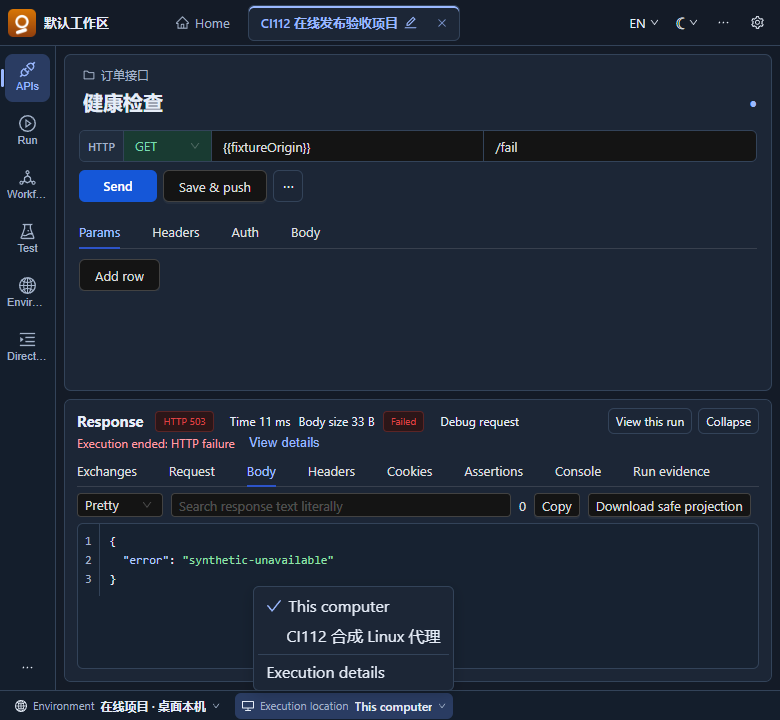 默认工作区
Home
CI112 在线发布验收项目
EN
APIs
Run
Workf...
Test
Envir...
Direct...
订单接口
健康检查
HTTP GET {{fixtureOrigin}} /fail
Send Save & push ...
Params Headers Auth Body
Add row
Response HTTP 503 Time 11 ms Body size 33 B Failed Debug request View this run Collapse
Execution ended: HTTP failure View details
Exchanges Request Body Headers Cookies Assertions Console Run evidence
Pretty Search response text literally 0 Copy Download safe projection
1 {
2 "error": "synthetic-unavailable"
3 }
This computer
CI112 合成 Linux 代理
Execution details
Environment 在线项目 · 桌面本机 Execution location This computer